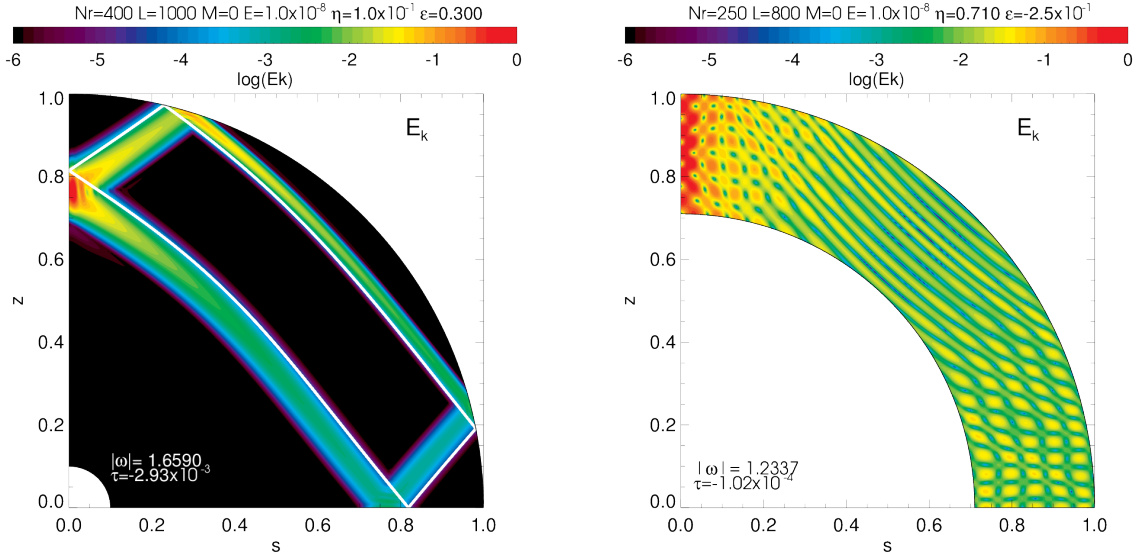 Nr=400 L=1000 M=0 E=1.0x10⁻⁸ η=1.0x10⁻¹ ε=0.300
-6 -5 -4 -3 -2 -1 0
log(Ek)
1.0
0.8
0.6
0.4
0.2
0.0
z
E_k
|ω|= 1.6590
τ=-2.93x10⁻³
0.0 0.2 0.4 0.6 0.8 1.0
s
Nr=250 L=800 M=0 E=1.0x10⁻⁸ η=0.710 ε=-2.5x10⁻¹
-6 -5 -4 -3 -2 -1 0
log(Ek)
1.0
0.8
0.6
0.4
0.2
0.0
z
E_k
|ω| = 1.2337
τ=-1.02x10⁻⁴
0.0 0.2 0.4 0.6 0.8 1.0
s